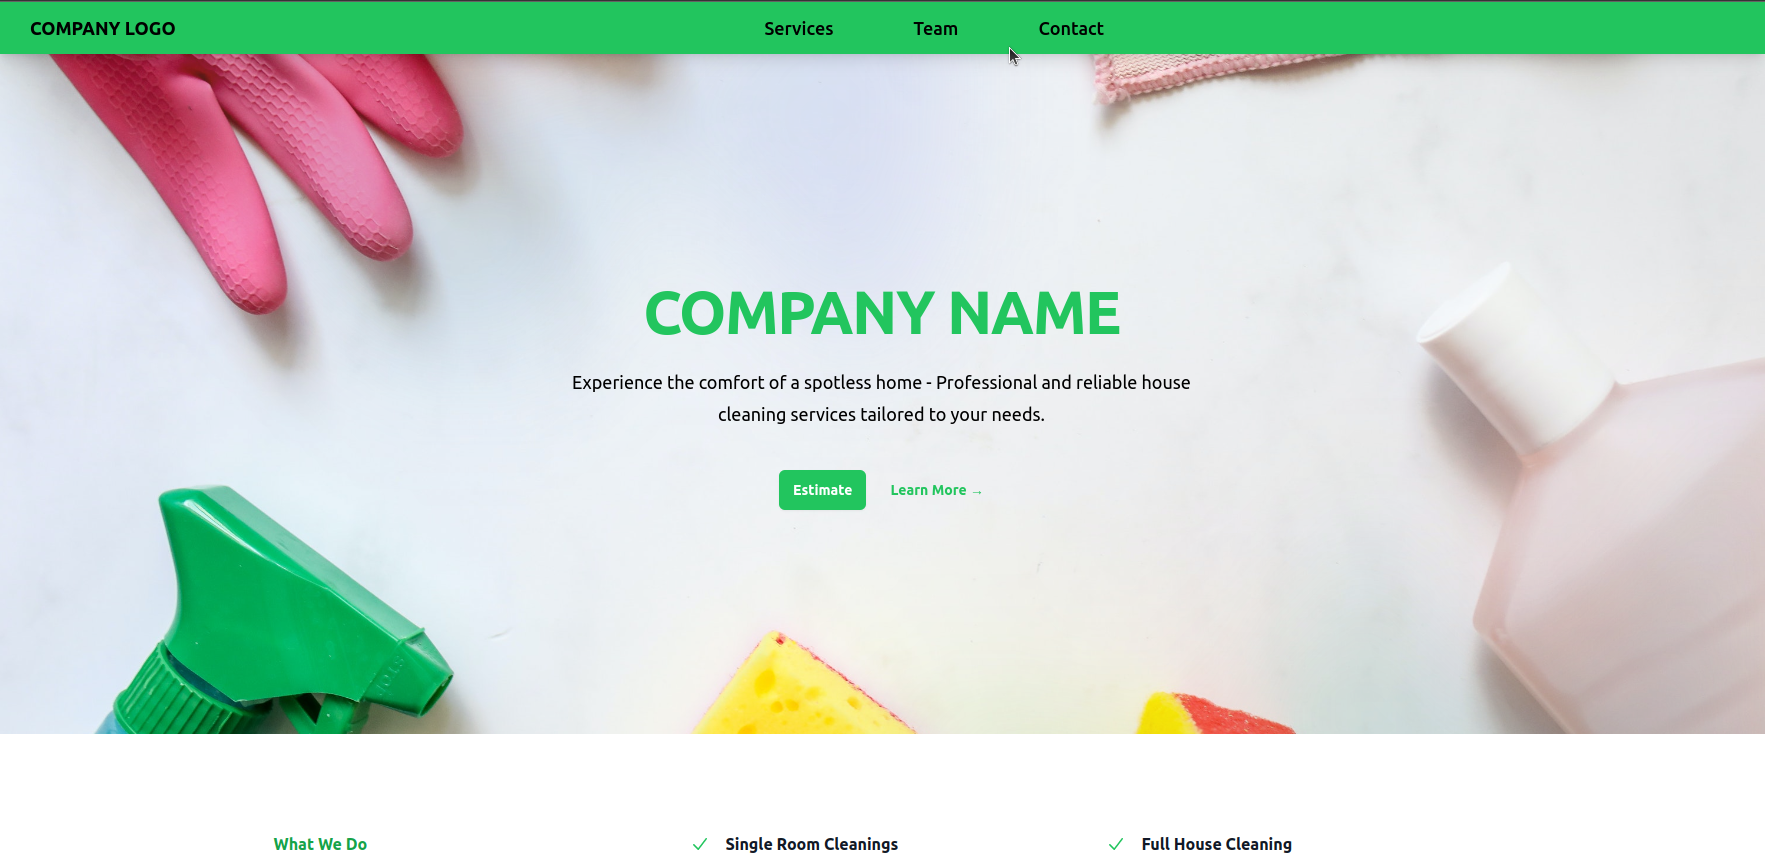 COMPANY LOGO
Services
Team
Contact
COMPANY NAME
Experience the comfort of a spotless home - Professional and reliable house
cleaning services tailored to your needs.
Estimate
Learn More →
What We Do
Single Room Cleanings
Full House Cleaning